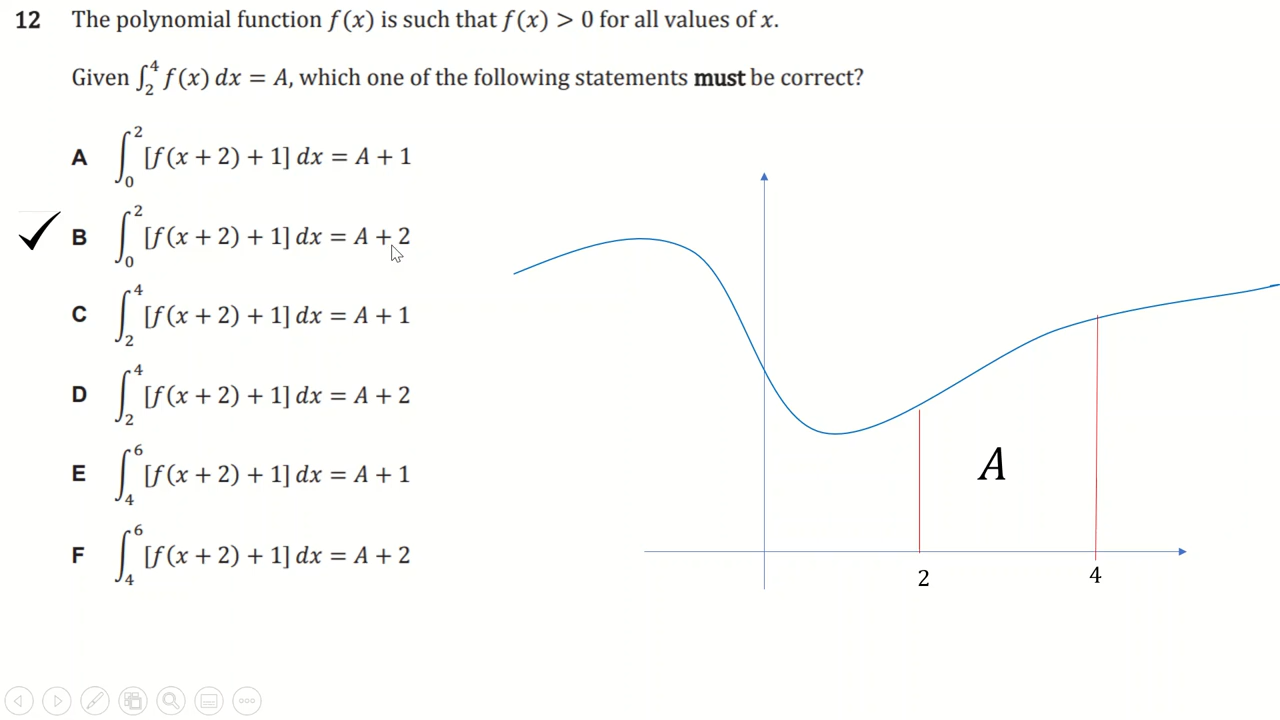 12 The polynomial function f(x) is such that f(x) > 0 for all values of x.
Given ∫₂⁴ f(x) dx = A, which one of the following statements must be correct?
A ∫₀² [f(x + 2) + 1] dx = A + 1
B ∫₀² [f(x + 2) + 1] dx = A + 2
C ∫₂⁴ [f(x + 2) + 1] dx = A + 1
D ∫₂⁴ [f(x + 2) + 1] dx = A + 2
E ∫₄⁶ [f(x + 2) + 1] dx = A + 1
F ∫₄⁶ [f(x + 2) + 1] dx = A + 2
A
2 4